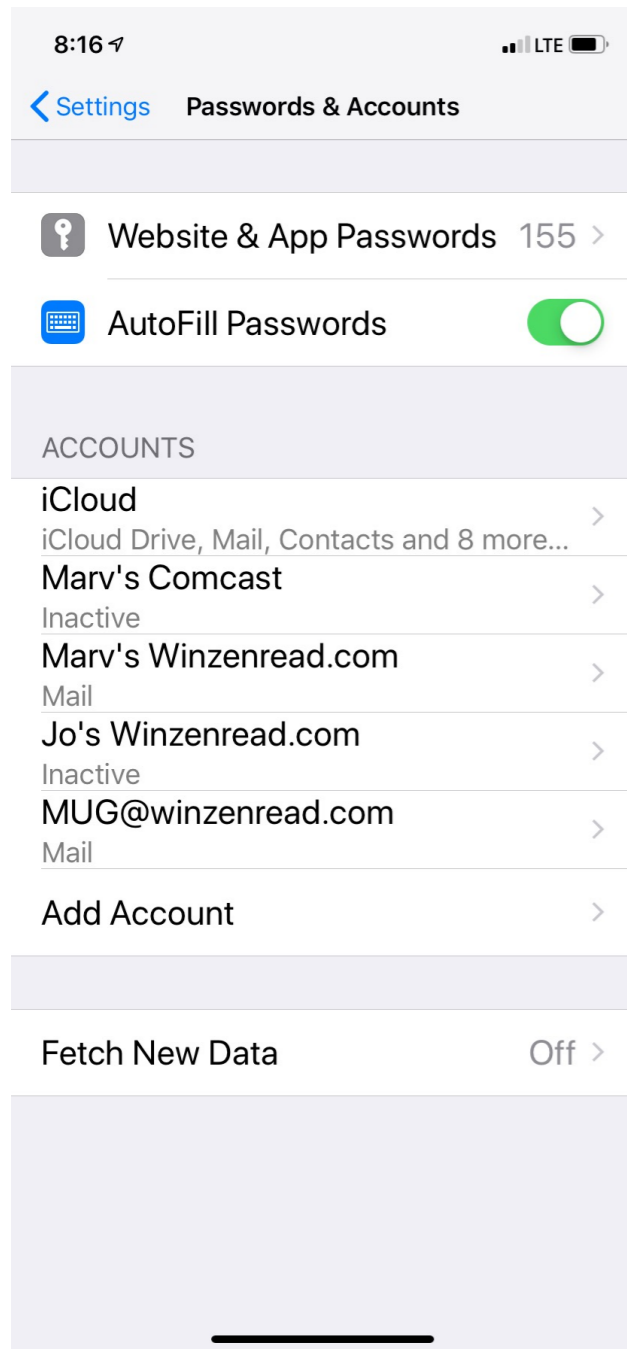 8:16 LTE
Settings Passwords & Accounts
Website & App Passwords 155
AutoFill Passwords
ACCOUNTS
iCloud
iCloud Drive, Mail, Contacts and 8 more...
Marv's Comcast
Inactive
Marv's Winzenread.com
Mail
Jo's Winzenread.com
Inactive
MUG@winzenread.com
Mail
Add Account
Fetch New Data Off